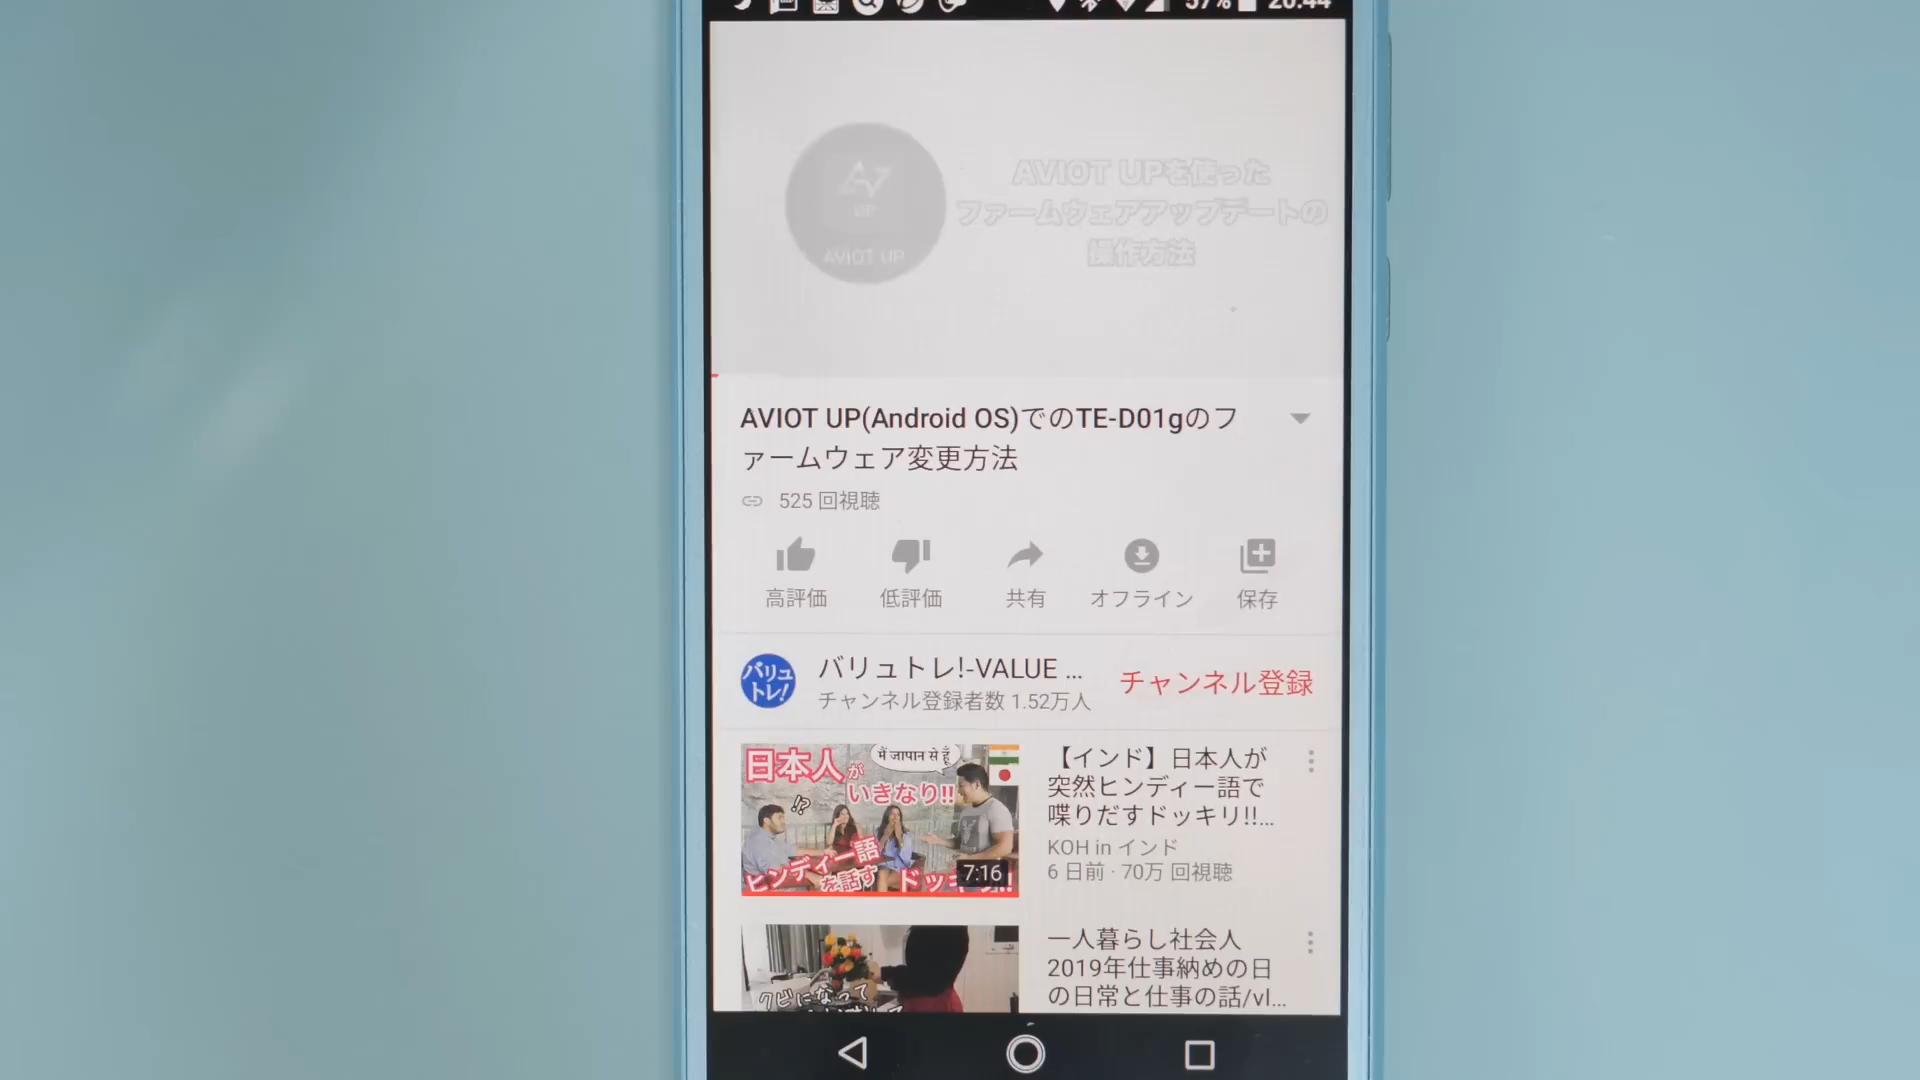 57% 20:44
AVIOT UPを使った
ファームウェアアップデートの
操作方法
UP
AVIOT UP
AVIOT UP(Android OS)でのTE-D01gのフ
ァームウェア変更方法
525 回視聴
高評価 低評価 共有 オフライン 保存
バリュ
トレ!
バリュトレ!-VALUE ...
チャンネル登録者数 1.52万人
チャンネル登録
日本人が
いきなり!!
मैं जापान से हूँ
!?
ヒンディー語
を話す
7:16
【インド】日本人が
突然ヒンディー語で
喋りだすドッキリ!!...
KOH in インド
6 日前 · 70万 回視聴
クビになって
一人暮らし社会人
2019年仕事納めの日
の日常と仕事の話/vl...